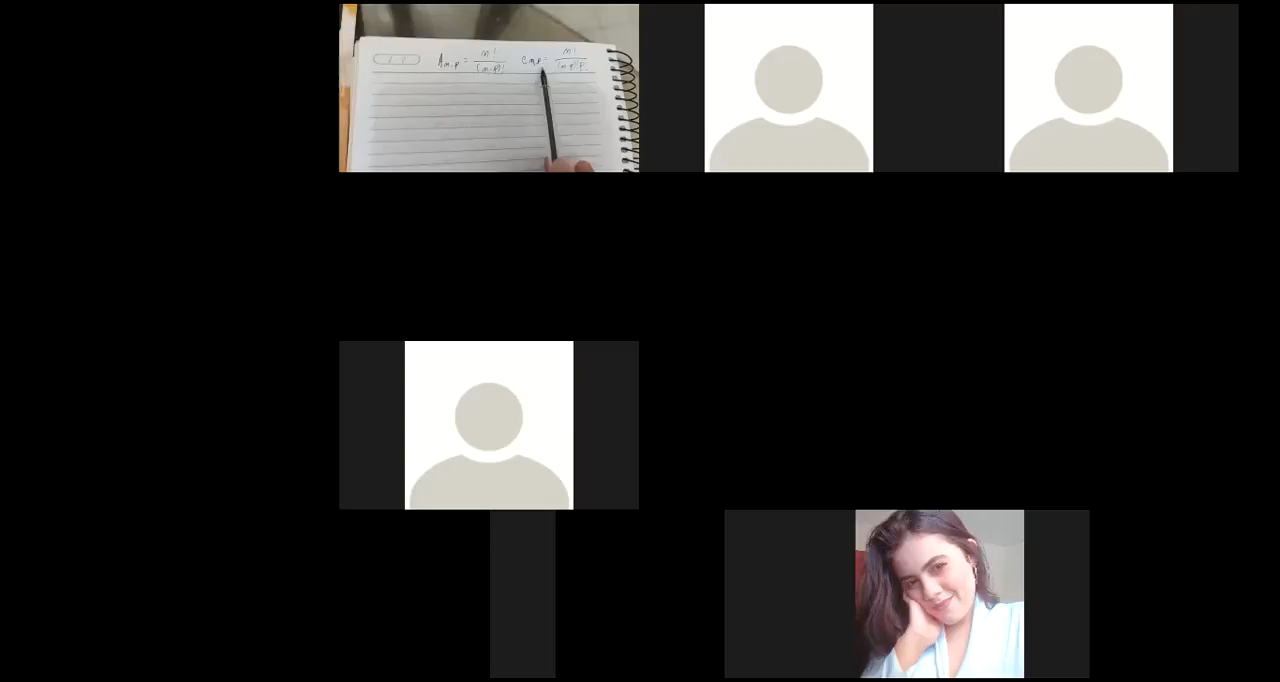 Am,p = m! / (m-p)!   Cm,p = m! / (m-p)!p!